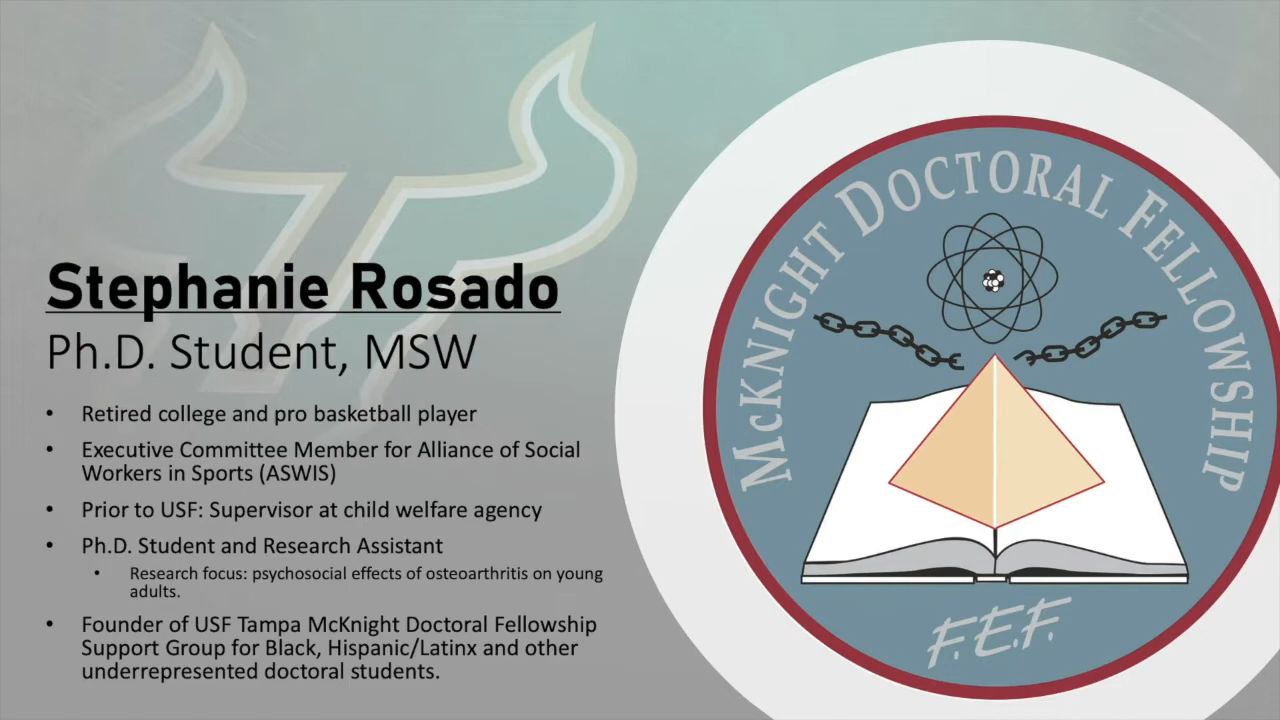 Stephanie Rosado
Ph.D. Student, MSW
• Retired college and pro basketball player
• Executive Committee Member for Alliance of Social
Workers in Sports (ASWIS)
• Prior to USF: Supervisor at child welfare agency
• Ph.D. Student and Research Assistant
• Research focus: psychosocial effects of osteoarthritis on young
adults.
• Founder of USF Tampa McKnight Doctoral Fellowship
Support Group for Black, Hispanic/Latinx and other
underrepresented doctoral students.
McKNIGHT DOCTORAL FELLOWSHIP
F.E.F.